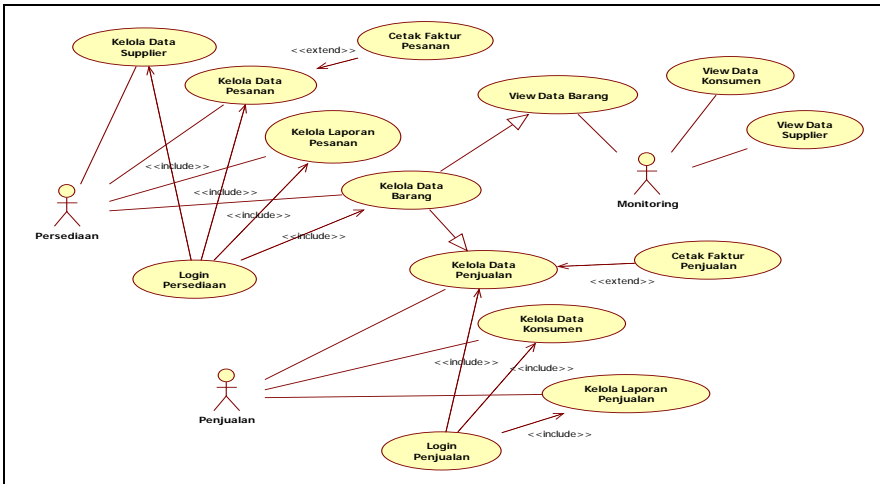 Kelola Data
Supplier
<<extend>>
Cetak Faktur
Pesanan
Kelola Data
Pesanan
View Data Barang
View Data
Konsumen
Kelola Laporan
Pesanan
View Data
Supplier
<<include>>
<<include>>
<<include>>
<<include>>
Kelola Data
Barang
Persediaan
Monitoring
Login
Persediaan
Kelola Data
Penjualan
Cetak Faktur
Penjualan
<<extend>>
Kelola Data
Konsumen
<<include>>
<<include>>
Kelola Laporan
Penjualan
Penjualan
<<include>>
Login
Penjualan